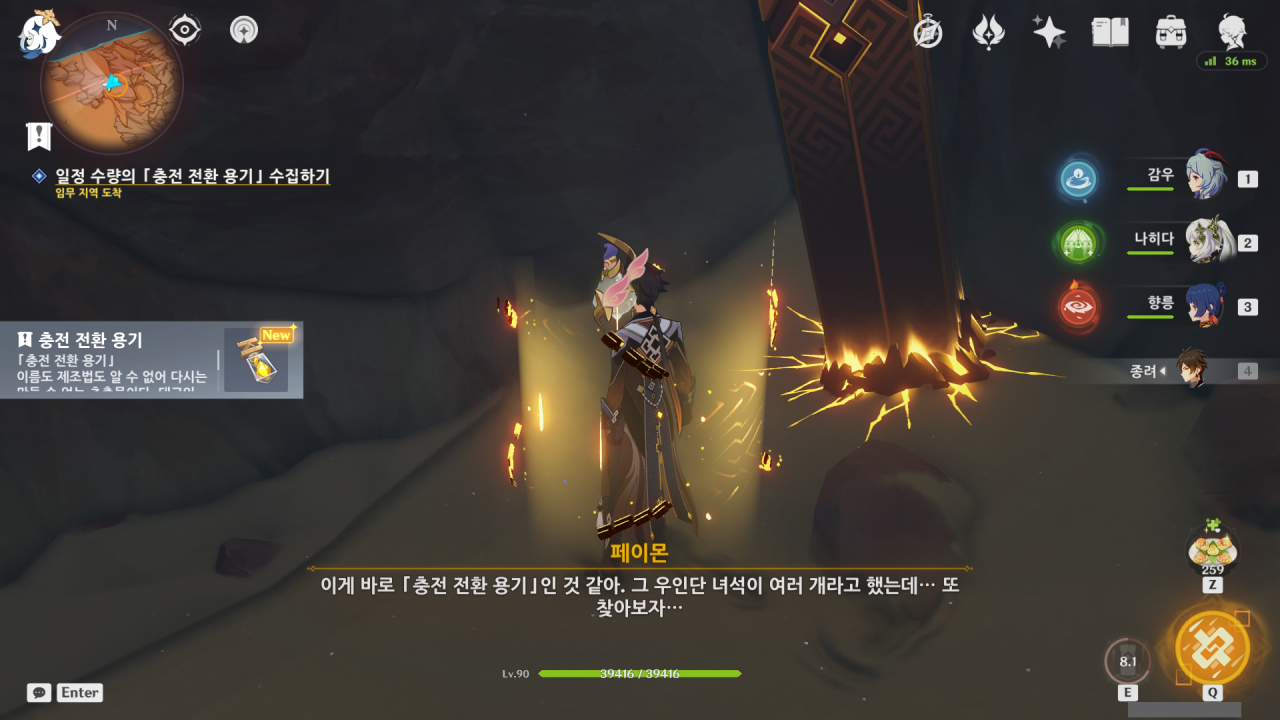 N
36 ms
일정 수량의 「충전 전환 용기」 수집하기
임무 지역 도착
감우
1
나히다
2
향릉
3
종려
4
충전 전환 용기
New
「충전 전환 용기」
이름도 제조법도 알 수 없어 다시는
페이몬
이게 바로 「충전 전환 용기」인 것 같아. 그 우인단 녀석이 여러 개라고 했는데… 또
찾아보자…
259
Z
8.1
E
Q
Lv.90
39416 / 39416
Enter